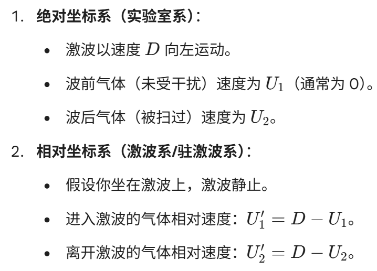 1. 绝对坐标系（实验室系）：
• 激波以速度 D 向左运动。
• 波前气体（未受干扰）速度为 U₁（通常为 0）。
• 波后气体（被扫过）速度为 U₂。
2. 相对坐标系（激波系/驻激波系）：
• 假设你坐在激波上，激波静止。
• 进入激波的气体相对速度：U₁′ = D − U₁。
• 离开激波的气体相对速度：U₂′ = D − U₂。